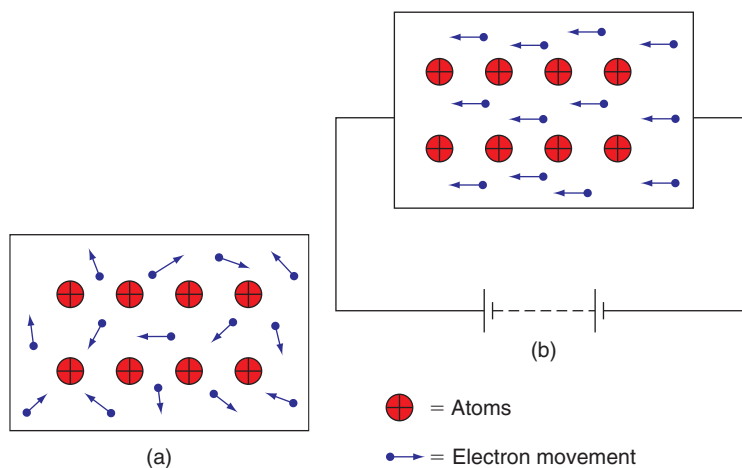 (b)
= Atoms
(a)
= Electron movement